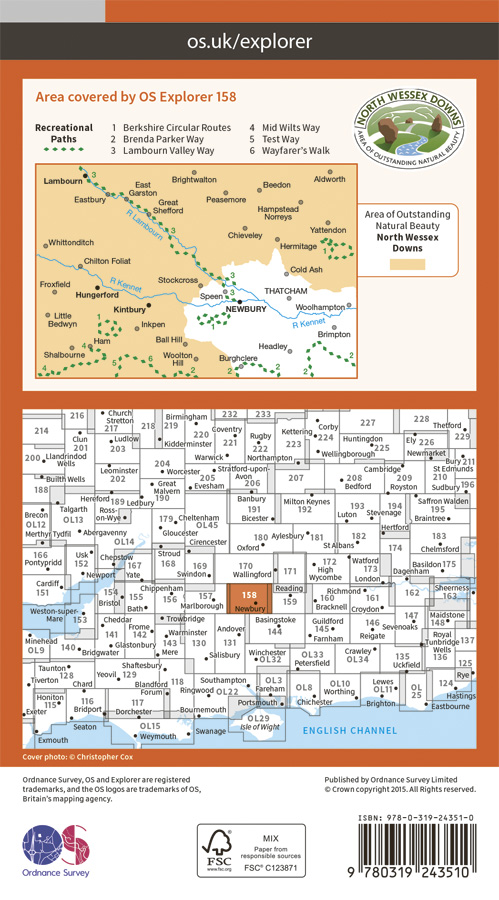 os.uk/explorer
Area covered by OS Explorer 158
Recreational
Paths
1 Berkshire Circular Routes
2 Brenda Parker Way
3 Lambourn Valley Way
4 Mid Wilts Way
5 Test Way
6 Wayfarer's Walk
NORTH WESSEX DOWNS
AREA OF OUTSTANDING NATURAL BEAUTY
Area of Outstanding
Natural Beauty
North Wessex
Downs
Lambourn
3
Brightwalton
Aldworth
East
Garston
Beedon
Eastbury
Great
Shefford
Peasemore
Hampstead
Norreys
R Lambourn
Yattendon
3
Chieveley
1
Whittonditch
Hermitage
Chilton Foliat
Cold Ash
Froxfield
R Kennet
Stockcross
3
THATCHAM
Hungerford
Speen
3
NEWBURY
Woolhampton
Kintbury
Little
Bedwyn
1
Inkpen
1
R Kennet
Brimpton
Ham
Ball Hill
Headley
4
Shalbourne
Woolton
Hill
Burghclere
4
5
6
2
2
2
2
216
Church
Stretton
217
218
219
Birmingham
220
232
233
Corby
224
227
228
Thetford
229
214
Clun
201
Ludlow
203
Kidderminster
Coventry
221
Rugby
222
Kettering
223
Huntingdon
225
Ely 226
200
Llandrindod
Wells
Warwick
Northampton
Wellingborough
Newmarket
Bury 211
St Edmunds
Builth Wells
Leominster
202
204
Worcester
205
Stratford-upon-
Avon
206
207
Bedford
208
Cambridge
209
210
188
Evesham
Royston
Sudbury 196
Hereford
189
Great
Malvern
190
Ledbury
Banbury
191
Milton Keynes
192
193
194
Saffron Walden
195
Brecon
OL12
Talgarth
OL13
Ross-
on-Wye
179
Cheltenham
OL45
Bicester
Luton
Stevenage
Braintree
Merthyr Tydfil
Abergavenny
OL14
Gloucester
180
Oxford
Aylesbury
181
182
St Albans
Hertford
183
Chelmsford
166
Pontypridd
Usk
152
Chepstow
167
Stroud
168
Cirencester
169
170
Wallingford
171
172
High
Wycombe
Watford
173
174
Basildon
175
Cardiff
151
Newport
Yate
Swindon
London
Dagenham
154
Bristol
155
Bath
Chippenham
156
157
Marlborough
158
Newbury
Reading
159
Richmond
160
Bracknell
161
Croydon
162
Sheerness
163
Weston-super-
Mare
153
Cheddar
141
Frome
142
Trowbridge
143
Warminster
130
Andover
131
Basingstoke
144
Guildford
145
Farnham
146
Reigate
147
Sevenoaks
Maidstone
148
Minehead
OL9
140
Bridgwater
Glastonbury
Mere
Salisbury
Winchester
OL32
OL33
Petersfield
Crawley
OL34
135
Uckfield
Royal
Tunbridge
Wells
136
125
Taunton
Tiverton
128
Yeovil
129
Shaftesbury
118
Blandford
Forum
Southampton
OL22
Ringwood
OL3
Fareham
OL8
OL10
Worthing
Lewes
OL11
OL
25
124
Rye
Hastings
Chard
Honiton
115
116
Bridport
117
Dorchester
Bournemouth
Portsmouth
Chichester
Brighton
Eastbourne
Exeter
Seaton
OL15
Weymouth
Swanage
OL29
Isle of Wight
ENGLISH CHANNEL
Exmouth
Cover photo: © Christopher Cox
Ordnance Survey, OS and Explorer are registered
trademarks, and the OS logos are trademarks of OS,
Britain's mapping agency.
Published by Ordnance Survey Limited
© Crown copyright 2015. All Rights reserved.
OS
Ordnance Survey
FSC
www.fsc.org
MIX
Paper from
responsible sources
FSC® C123871
ISBN: 978-0-319-24351-0
9 780319 243510